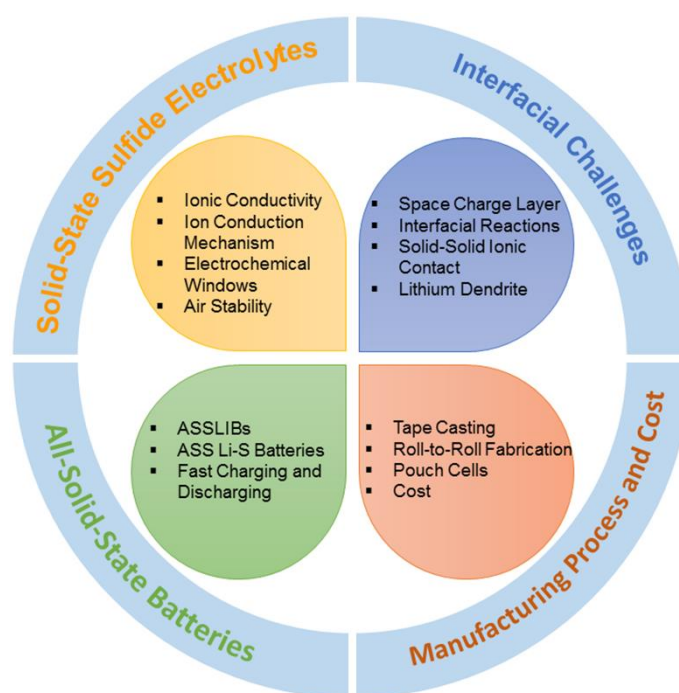 Solid-State Sulfide Electrolytes
Interfacial Challenges
▪ Ionic Conductivity
▪ Ion Conduction
Mechanism
▪ Electrochemical
Windows
▪ Air Stability
▪ Space Charge Layer
▪ Interfacial Reactions
▪ Solid-Solid Ionic
Contact
▪ Lithium Dendrite
▪ ASSLIBs
▪ ASS Li-S Batteries
▪ Fast Charging and
Discharging
▪ Tape Casting
▪ Roll-to-Roll Fabrication
▪ Pouch Cells
▪ Cost
All-Solid-State Batteries
Manufacturing Process and Cost